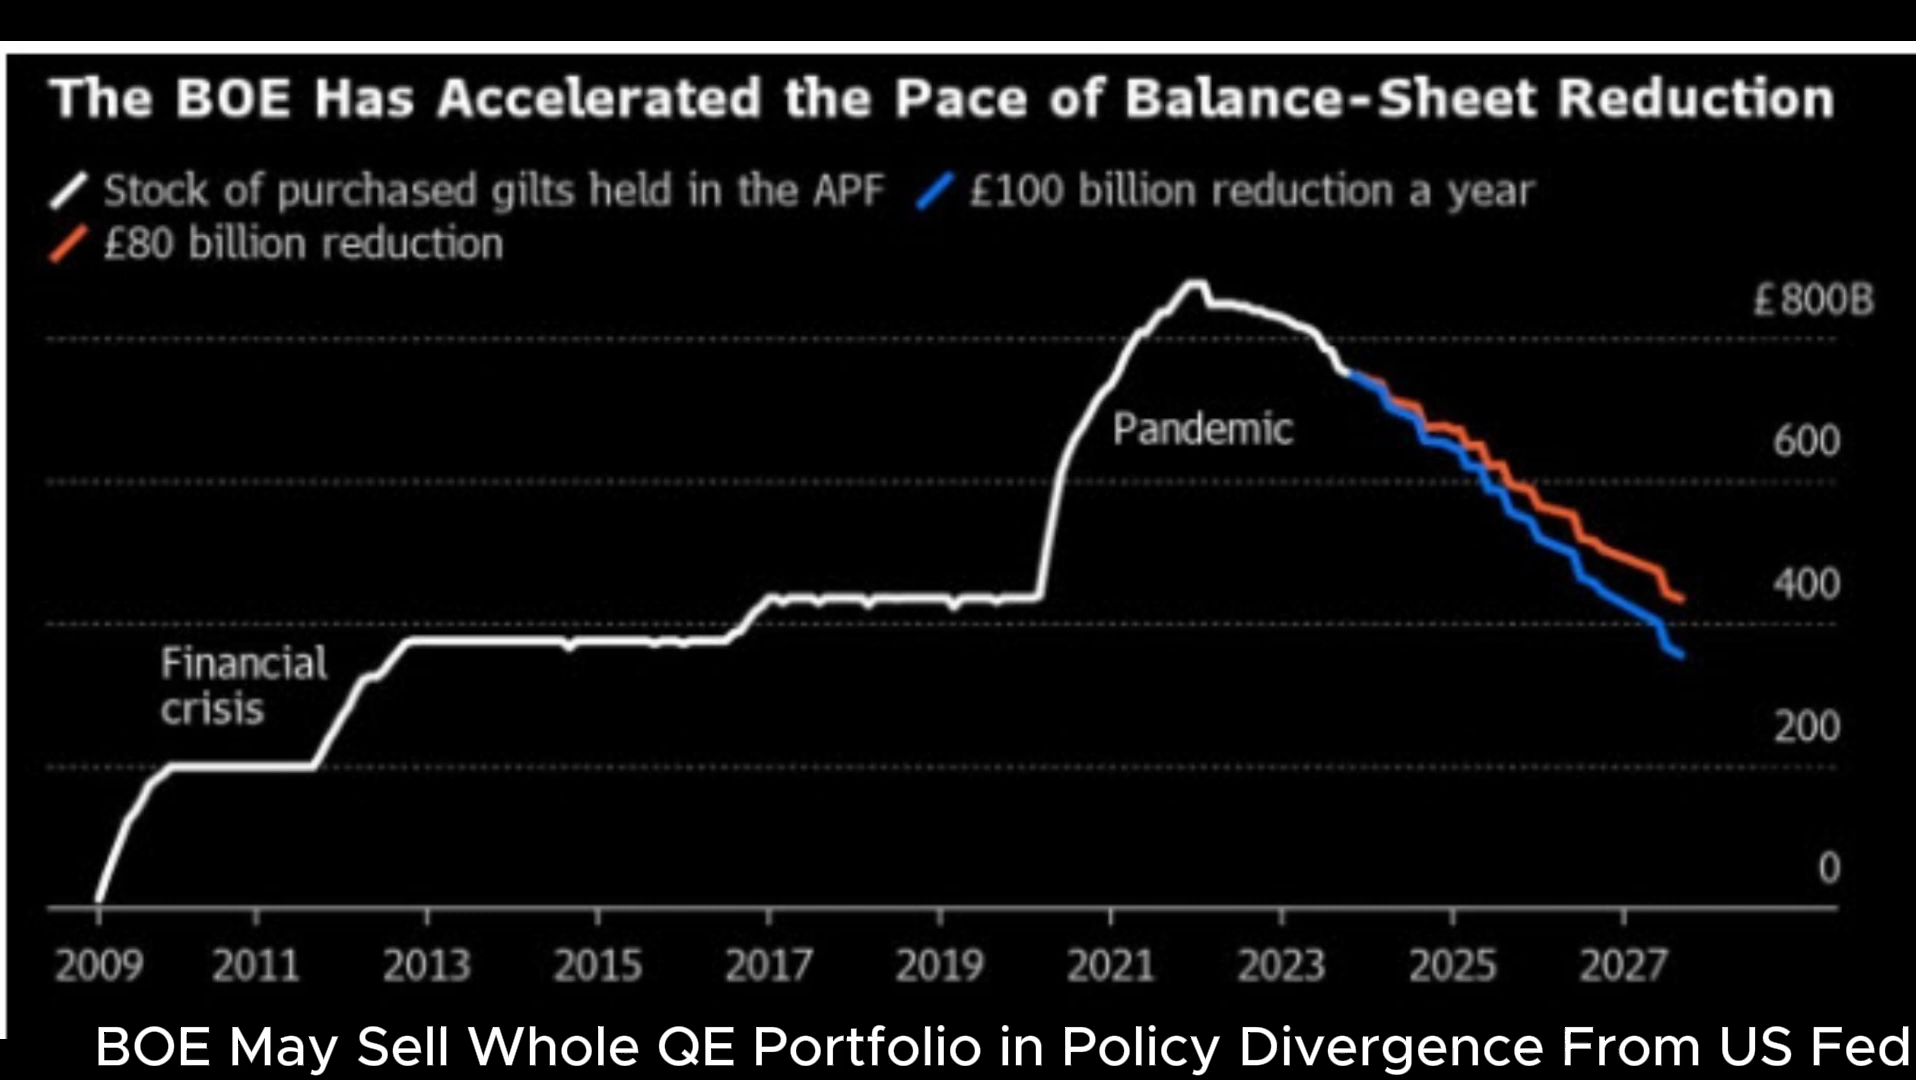 The BOE Has Accelerated the Pace of Balance-Sheet Reduction
Stock of purchased gilts held in the APF £100 billion reduction a year
£80 billion reduction
£800B
Pandemic
600
400
Financial
crisis
200
0
2009 2011 2013 2015 2017 2019 2021 2023 2025 2027
BOE May Sell Whole QE Portfolio in Policy Divergence From US Fed